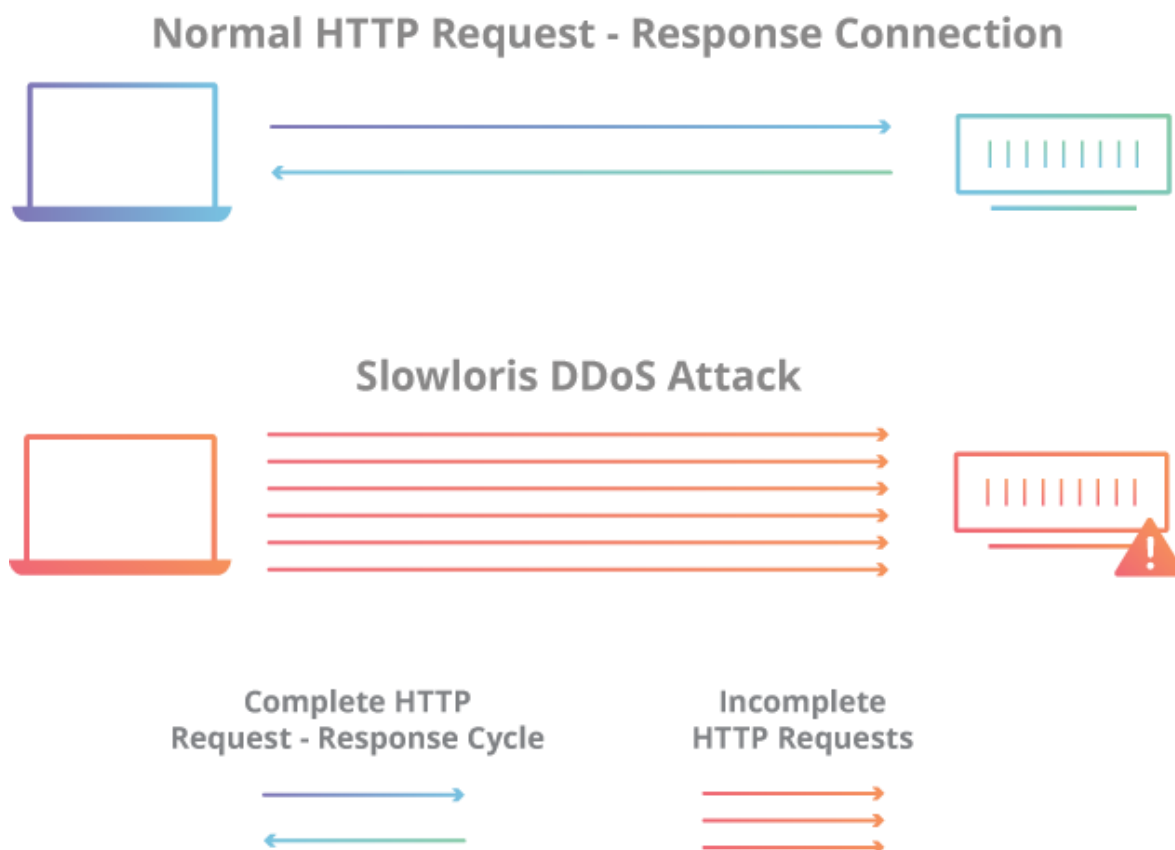 Normal HTTP Request - Response Connection
Slowloris DDoS Attack
Complete HTTP
Request - Response Cycle
Incomplete
HTTP Requests